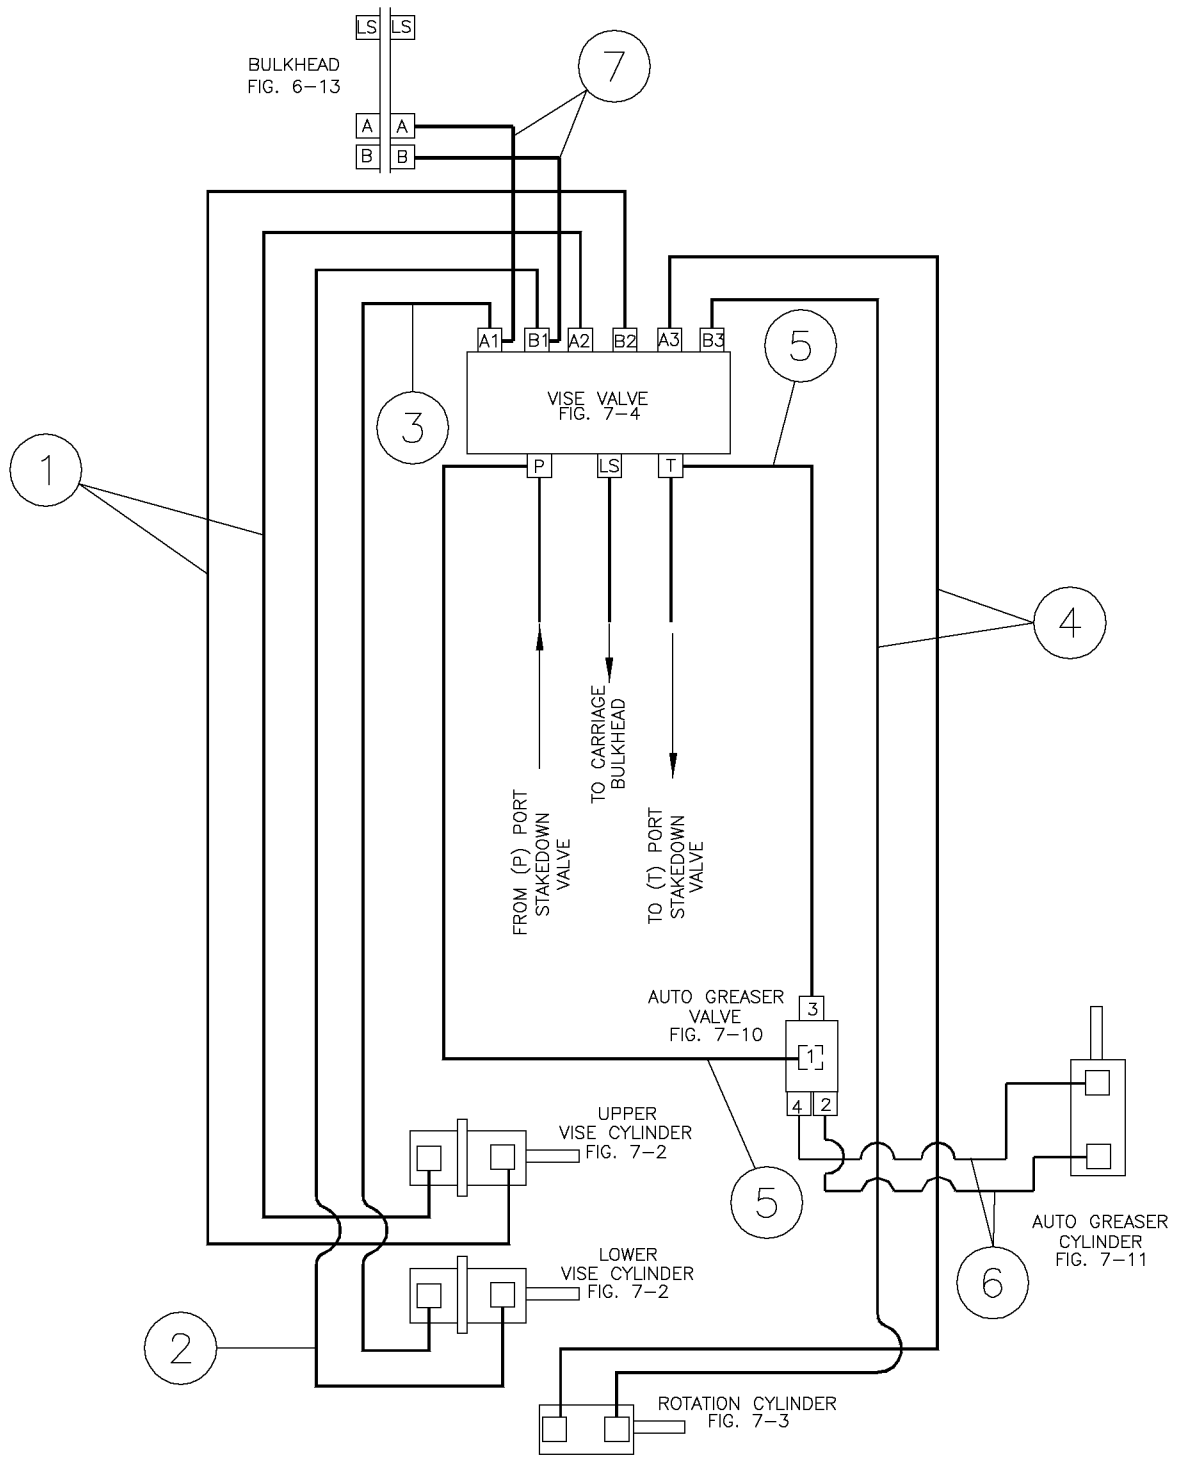 LS LS
BULKHEAD
FIG. 6-13
7
A A
B B
A1 B1 A2 B2 A3 B3
5
VISE VALVE
FIG. 7-4
3
1
P LS T
4
TO CARRIAGE
BULKHEAD
FROM (P) PORT
STAKEDOWN
VALVE
TO (T) PORT
STAKEDOWN
VALVE
AUTO GREASER
VALVE
FIG. 7-10
3
1
4 2
UPPER
VISE CYLINDER
FIG. 7-2
5
AUTO GREASER
CYLINDER
FIG. 7-11
6
LOWER
VISE CYLINDER
FIG. 7-2
2
ROTATION CYLINDER
FIG. 7-3